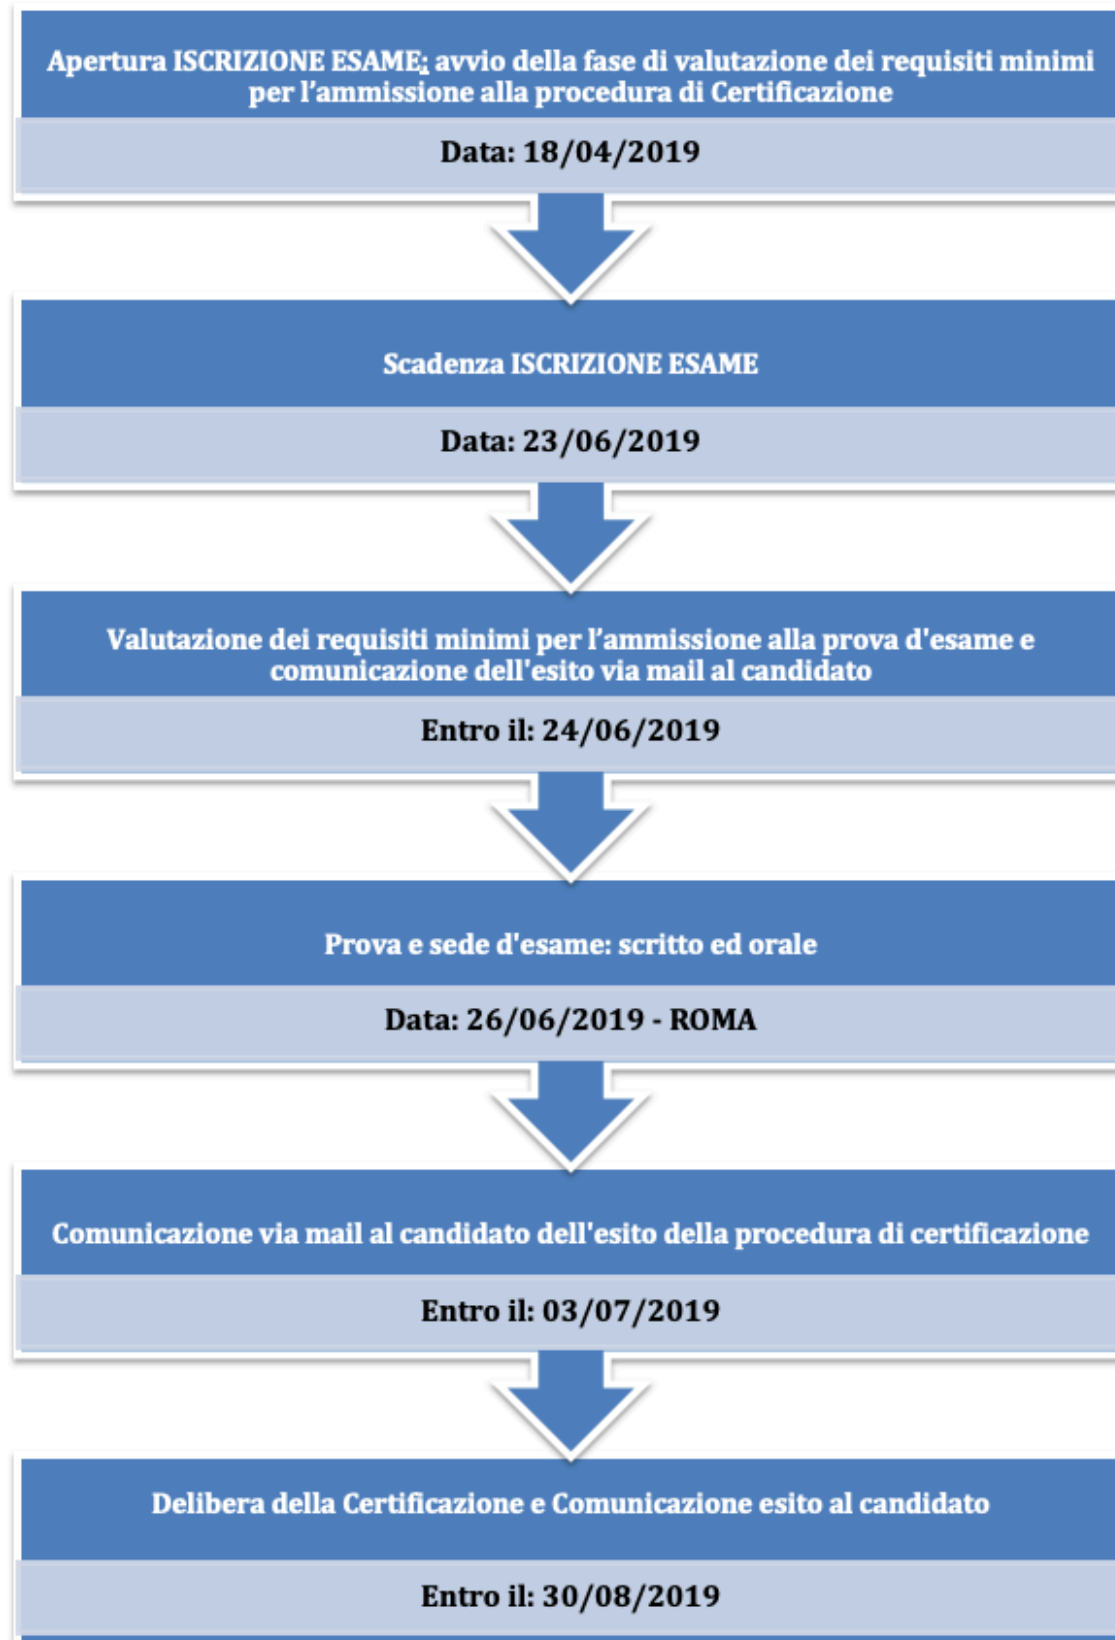 Apertura ISCRIZIONE ESAME; avvio della fase di valutazione dei requisiti minimi
per l’ammissione alla procedura di Certificazione
Data: 18/04/2019
Scadenza ISCRIZIONE ESAME
Data: 23/06/2019
Valutazione dei requisiti minimi per l’ammissione alla prova d'esame e
comunicazione dell'esito via mail al candidato
Entro il: 24/06/2019
Prova e sede d'esame: scritto ed orale
Data: 26/06/2019 - ROMA
Comunicazione via mail al candidato dell'esito della procedura di certificazione
Entro il: 03/07/2019
Delibera della Certificazione e Comunicazione esito al candidato
Entro il: 30/08/2019